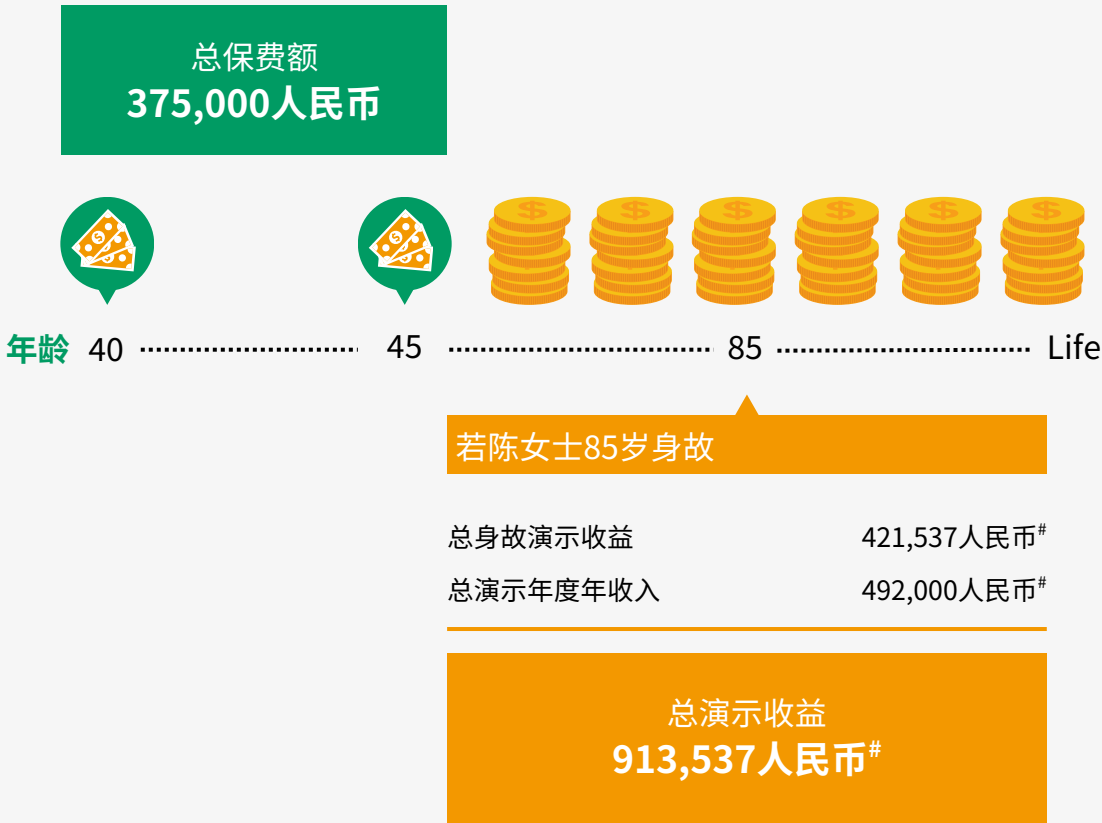 总保费额
375,000人民币
年龄 40 45 85 Life
若陈女士85岁身故
总身故演示收益 421,537人民币#
总演示年度年收入 492,000人民币#
总演示收益
913,537人民币#